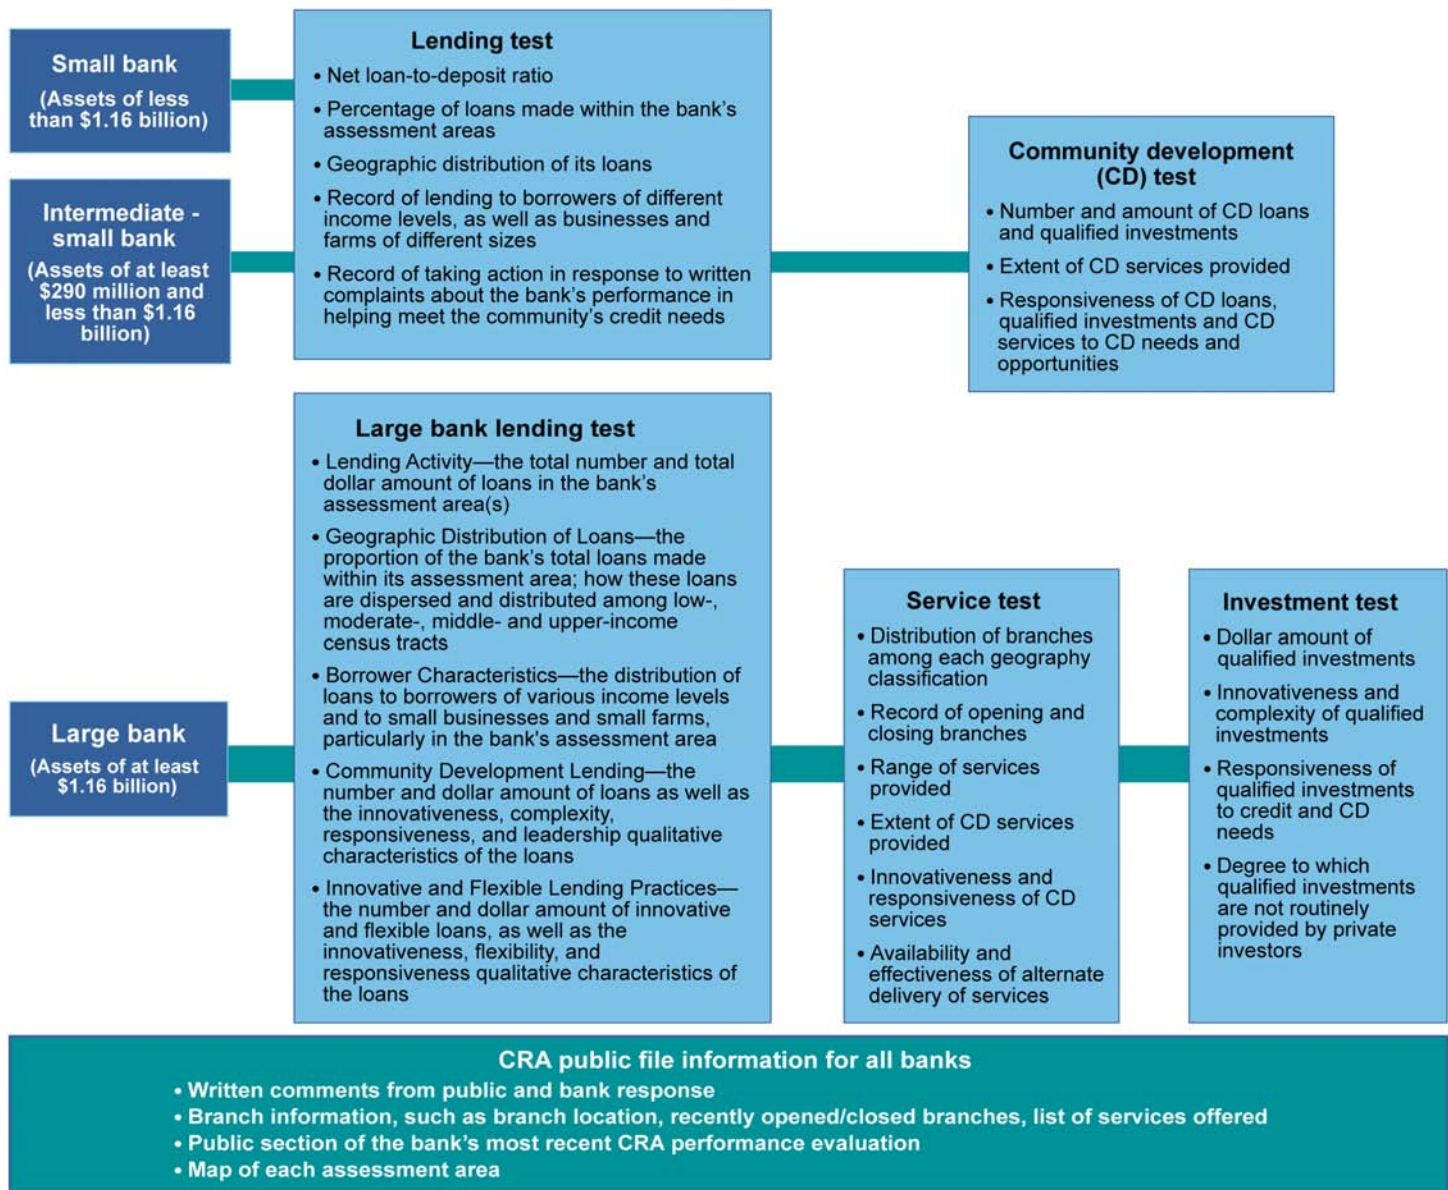 Small bank
(Assets of less
than $1.16 billion)
Lending test
• Net loan-to-deposit ratio
• Percentage of loans made within the bank's
assessment areas
• Geographic distribution of its loans
• Record of lending to borrowers of different
income levels, as well as businesses and
farms of different sizes
• Record of taking action in response to written
complaints about the bank's performance in
helping meet the community's credit needs
Intermediate -
small bank
(Assets of at least
$290 million and
less than $1.16
billion)
Community development
(CD) test
• Number and amount of CD loans
and qualified investments
• Extent of CD services provided
• Responsiveness of CD loans,
qualified investments and CD
services to CD needs and
opportunities
Large bank
(Assets of at least
$1.16 billion)
Large bank lending test
• Lending Activity—the total number and total
dollar amount of loans in the bank's
assessment area(s)
• Geographic Distribution of Loans—the
proportion of the bank's total loans made
within its assessment area; how these loans
are dispersed and distributed among low-,
moderate-, middle- and upper-income
census tracts
• Borrower Characteristics—the distribution of
loans to borrowers of various income levels
and to small businesses and small farms,
particularly in the bank's assessment area
• Community Development Lending—the
number and dollar amount of loans as well as
the innovativeness, complexity,
responsiveness, and leadership qualitative
characteristics of the loans
• Innovative and Flexible Lending Practices—
the number and dollar amount of innovative
and flexible loans, as well as the
innovativeness, flexibility, and
responsiveness qualitative characteristics of
the loans
Service test
• Distribution of branches
among each geography
classification
• Record of opening and
closing branches
• Range of services
provided
• Extent of CD services
provided
• Innovativeness and
responsiveness of CD
services
• Availability and
effectiveness of alternate
delivery of services
Investment test
• Dollar amount of
qualified investments
• Innovativeness and
complexity of qualified
investments
• Responsiveness of
qualified investments
to credit and CD
needs
• Degree to which
qualified investments
are not routinely
provided by private
investors
CRA public file information for all banks
• Written comments from public and bank response
• Branch information, such as branch location, recently opened/closed branches, list of services offered
• Public section of the bank's most recent CRA performance evaluation
• Map of each assessment area